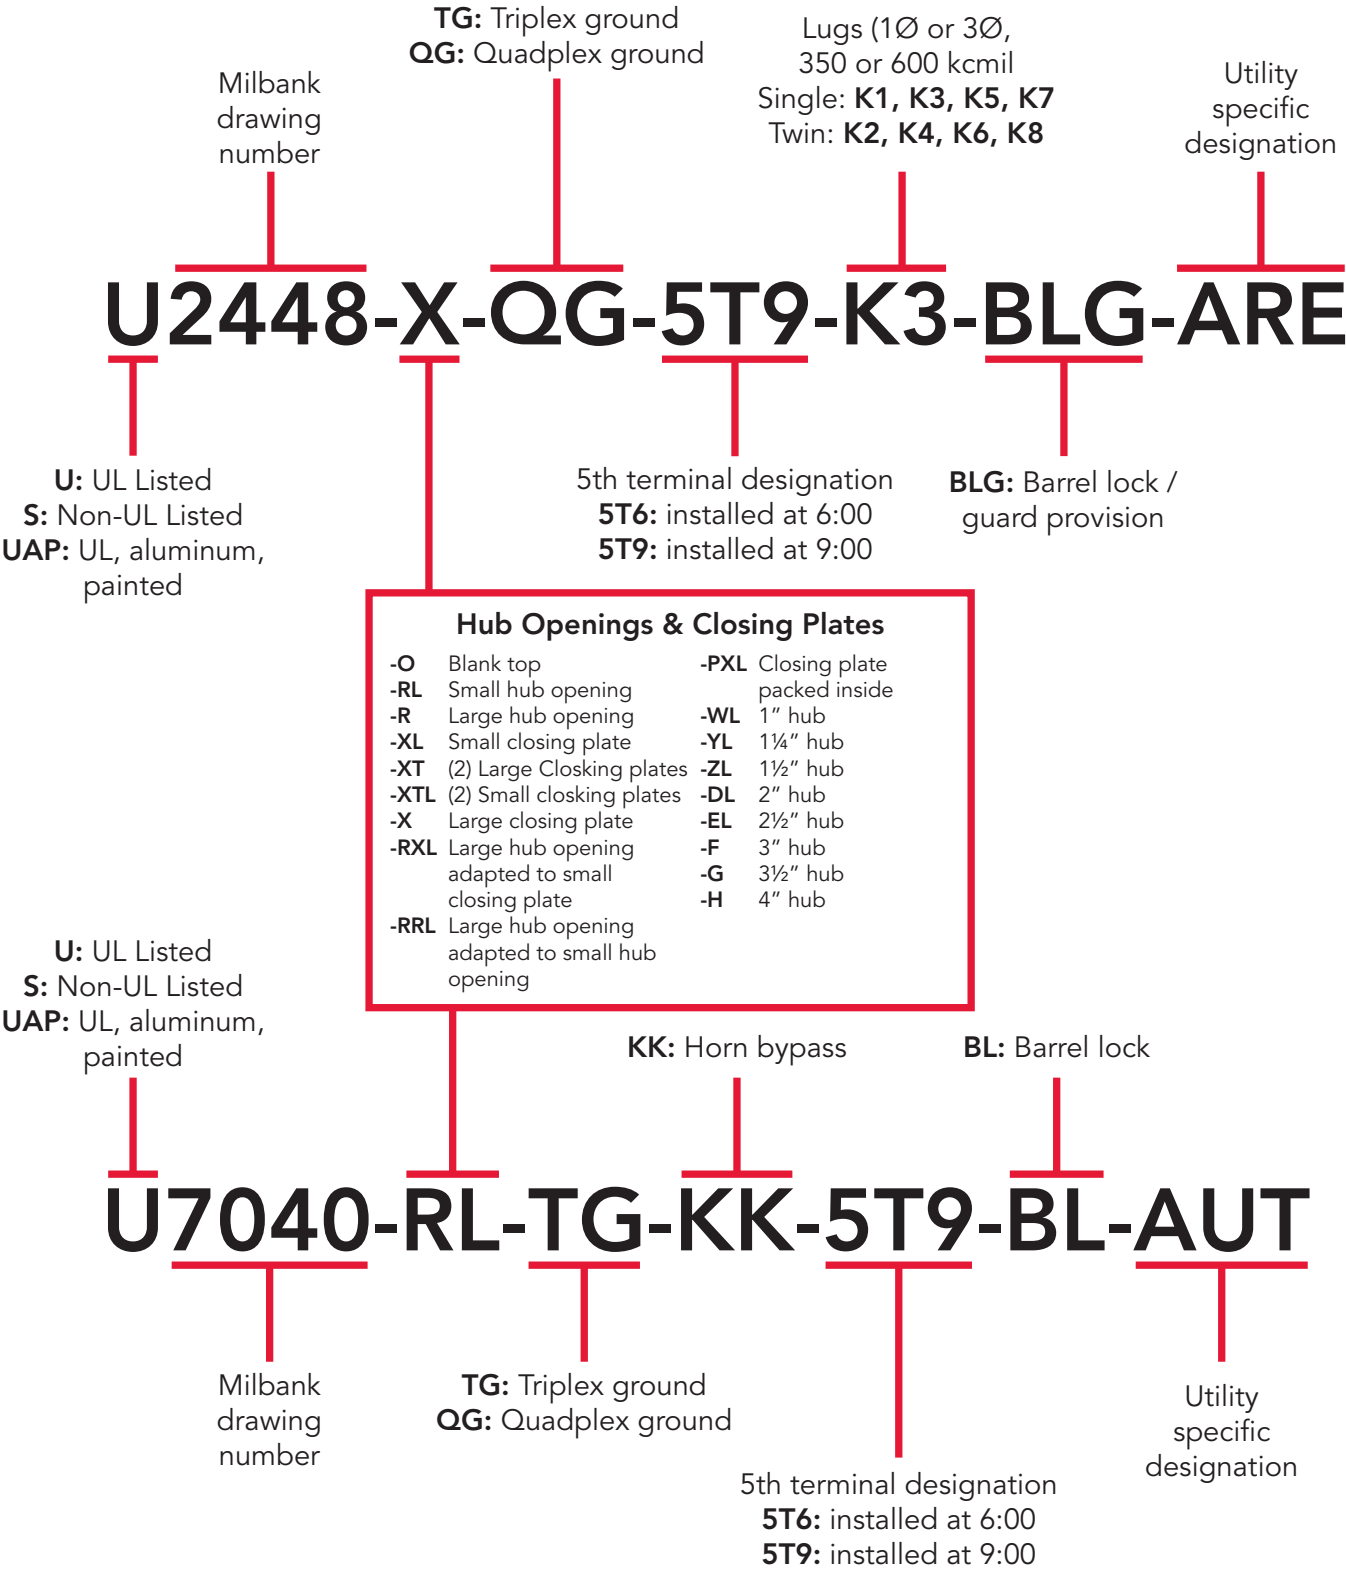 TG: Triplex ground
QG: Quadplex ground
Lugs (1Ø or 3Ø,
350 or 600 kcmil
Single: K1, K3, K5, K7
Twin: K2, K4, K6, K8
Milbank
drawing
number
Utility
specific
designation
U2448-X-QG-5T9-K3-BLG-ARE
U: UL Listed
S: Non-UL Listed
UAP: UL, aluminum,
painted
5th terminal designation
5T6: installed at 6:00
5T9: installed at 9:00
BLG: Barrel lock /
guard provision
Hub Openings & Closing Plates
-O Blank top
-RL Small hub opening
-R Large hub opening
-XL Small closing plate
-XT (2) Large Closking plates
-XTL (2) Small closking plates
-X Large closing plate
-RXL Large hub opening
adapted to small
closing plate
-RRL Large hub opening
adapted to small hub
opening
-PXL Closing plate
packed inside
-WL 1” hub
-YL 1¼” hub
-ZL 1½” hub
-DL 2” hub
-EL 2½” hub
-F 3” hub
-G 3½” hub
-H 4” hub
U: UL Listed
S: Non-UL Listed
UAP: UL, aluminum,
painted
KK: Horn bypass
BL: Barrel lock
U7040-RL-TG-KK-5T9-BL-AUT
Milbank
drawing
number
TG: Triplex ground
QG: Quadplex ground
5th terminal designation
5T6: installed at 6:00
5T9: installed at 9:00
Utility
specific
designation